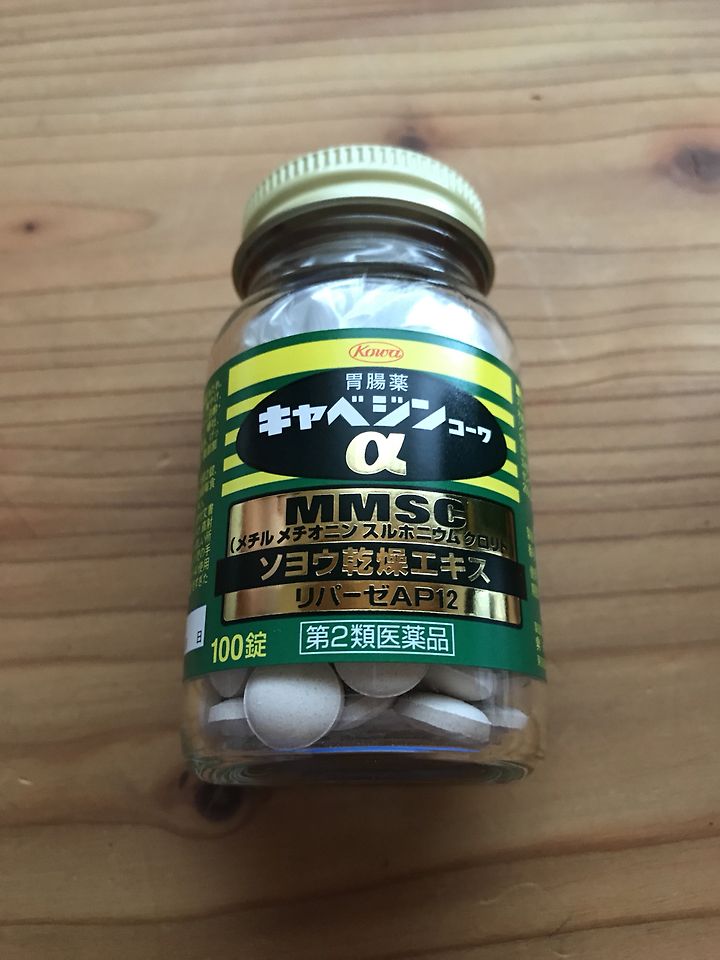 Kowa
胃腸薬
キャベジンコーワ
α
MMSC
(メチル メチオニン スルホニウム クロリド
ソヨウ乾燥エキス
リパーゼAP12
日
100錠
第2類医薬品